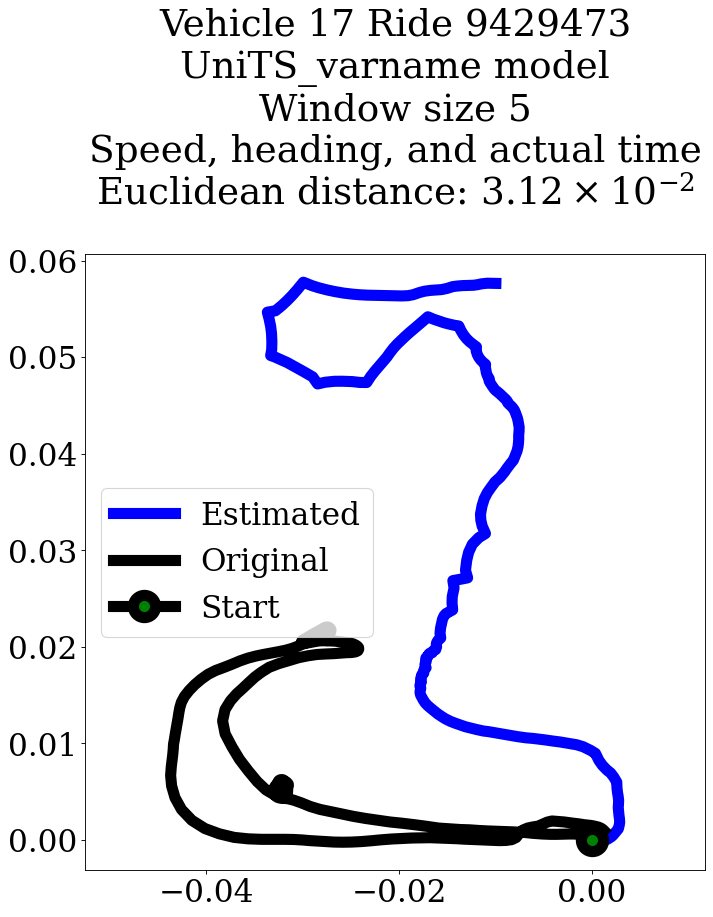 Vehicle 17 Ride 9429473
UniTS_varname model
Window size 5
Speed, heading, and actual time
Euclidean distance: 3.12 × 10⁻²
0.06
0.05
0.04
0.03
0.02
0.01
0.00
Estimated
Original
Start
−0.04
−0.02
0.00